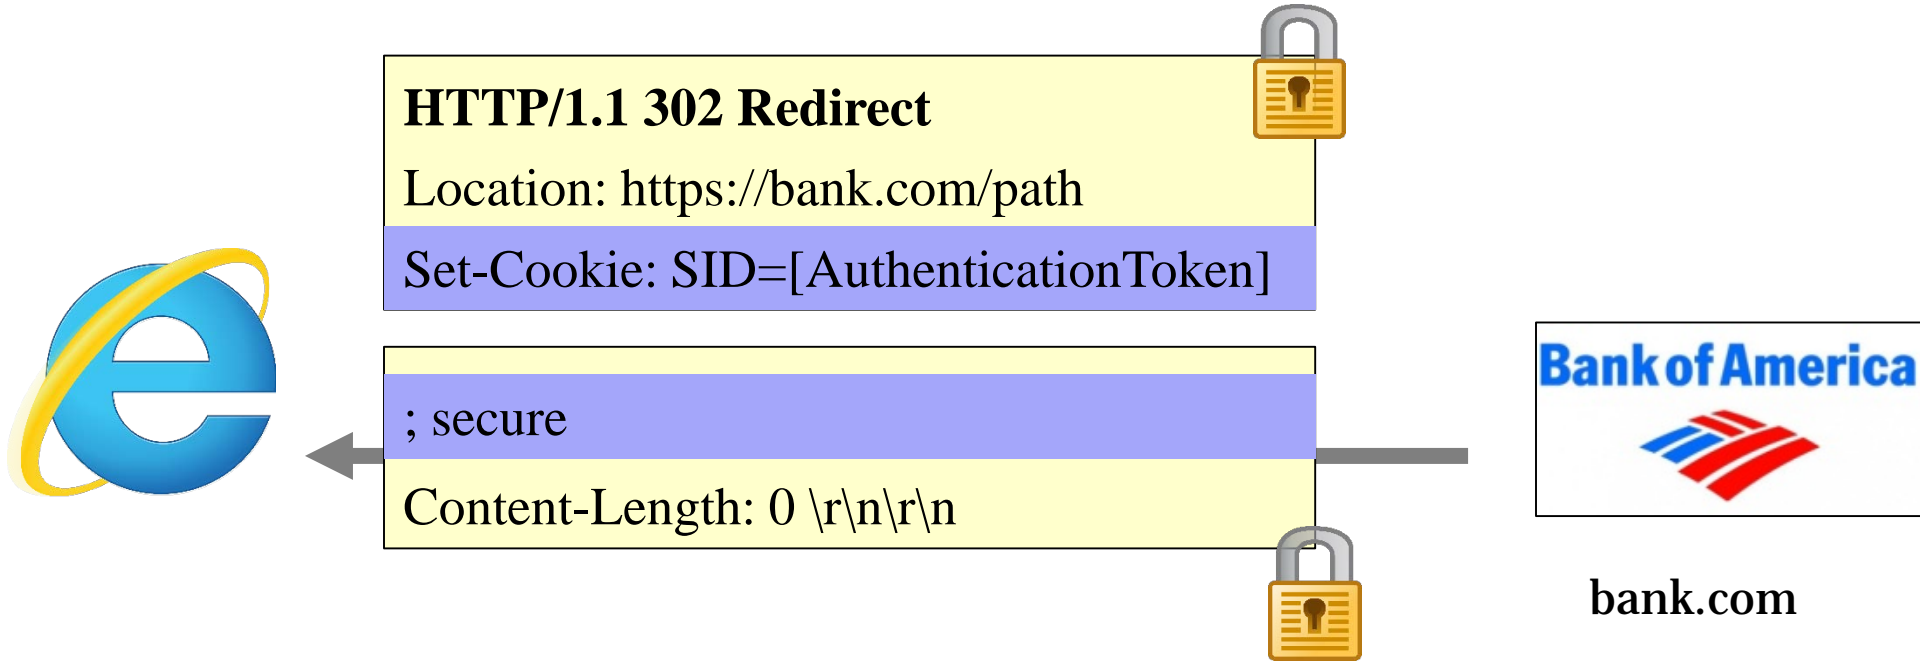 HTTP/1.1 302 Redirect
Location: https://bank.com/path
Set-Cookie: SID=[AuthenticationToken]
; secure
Content-Length: 0 \r\n\r\n
Bank of America
bank.com